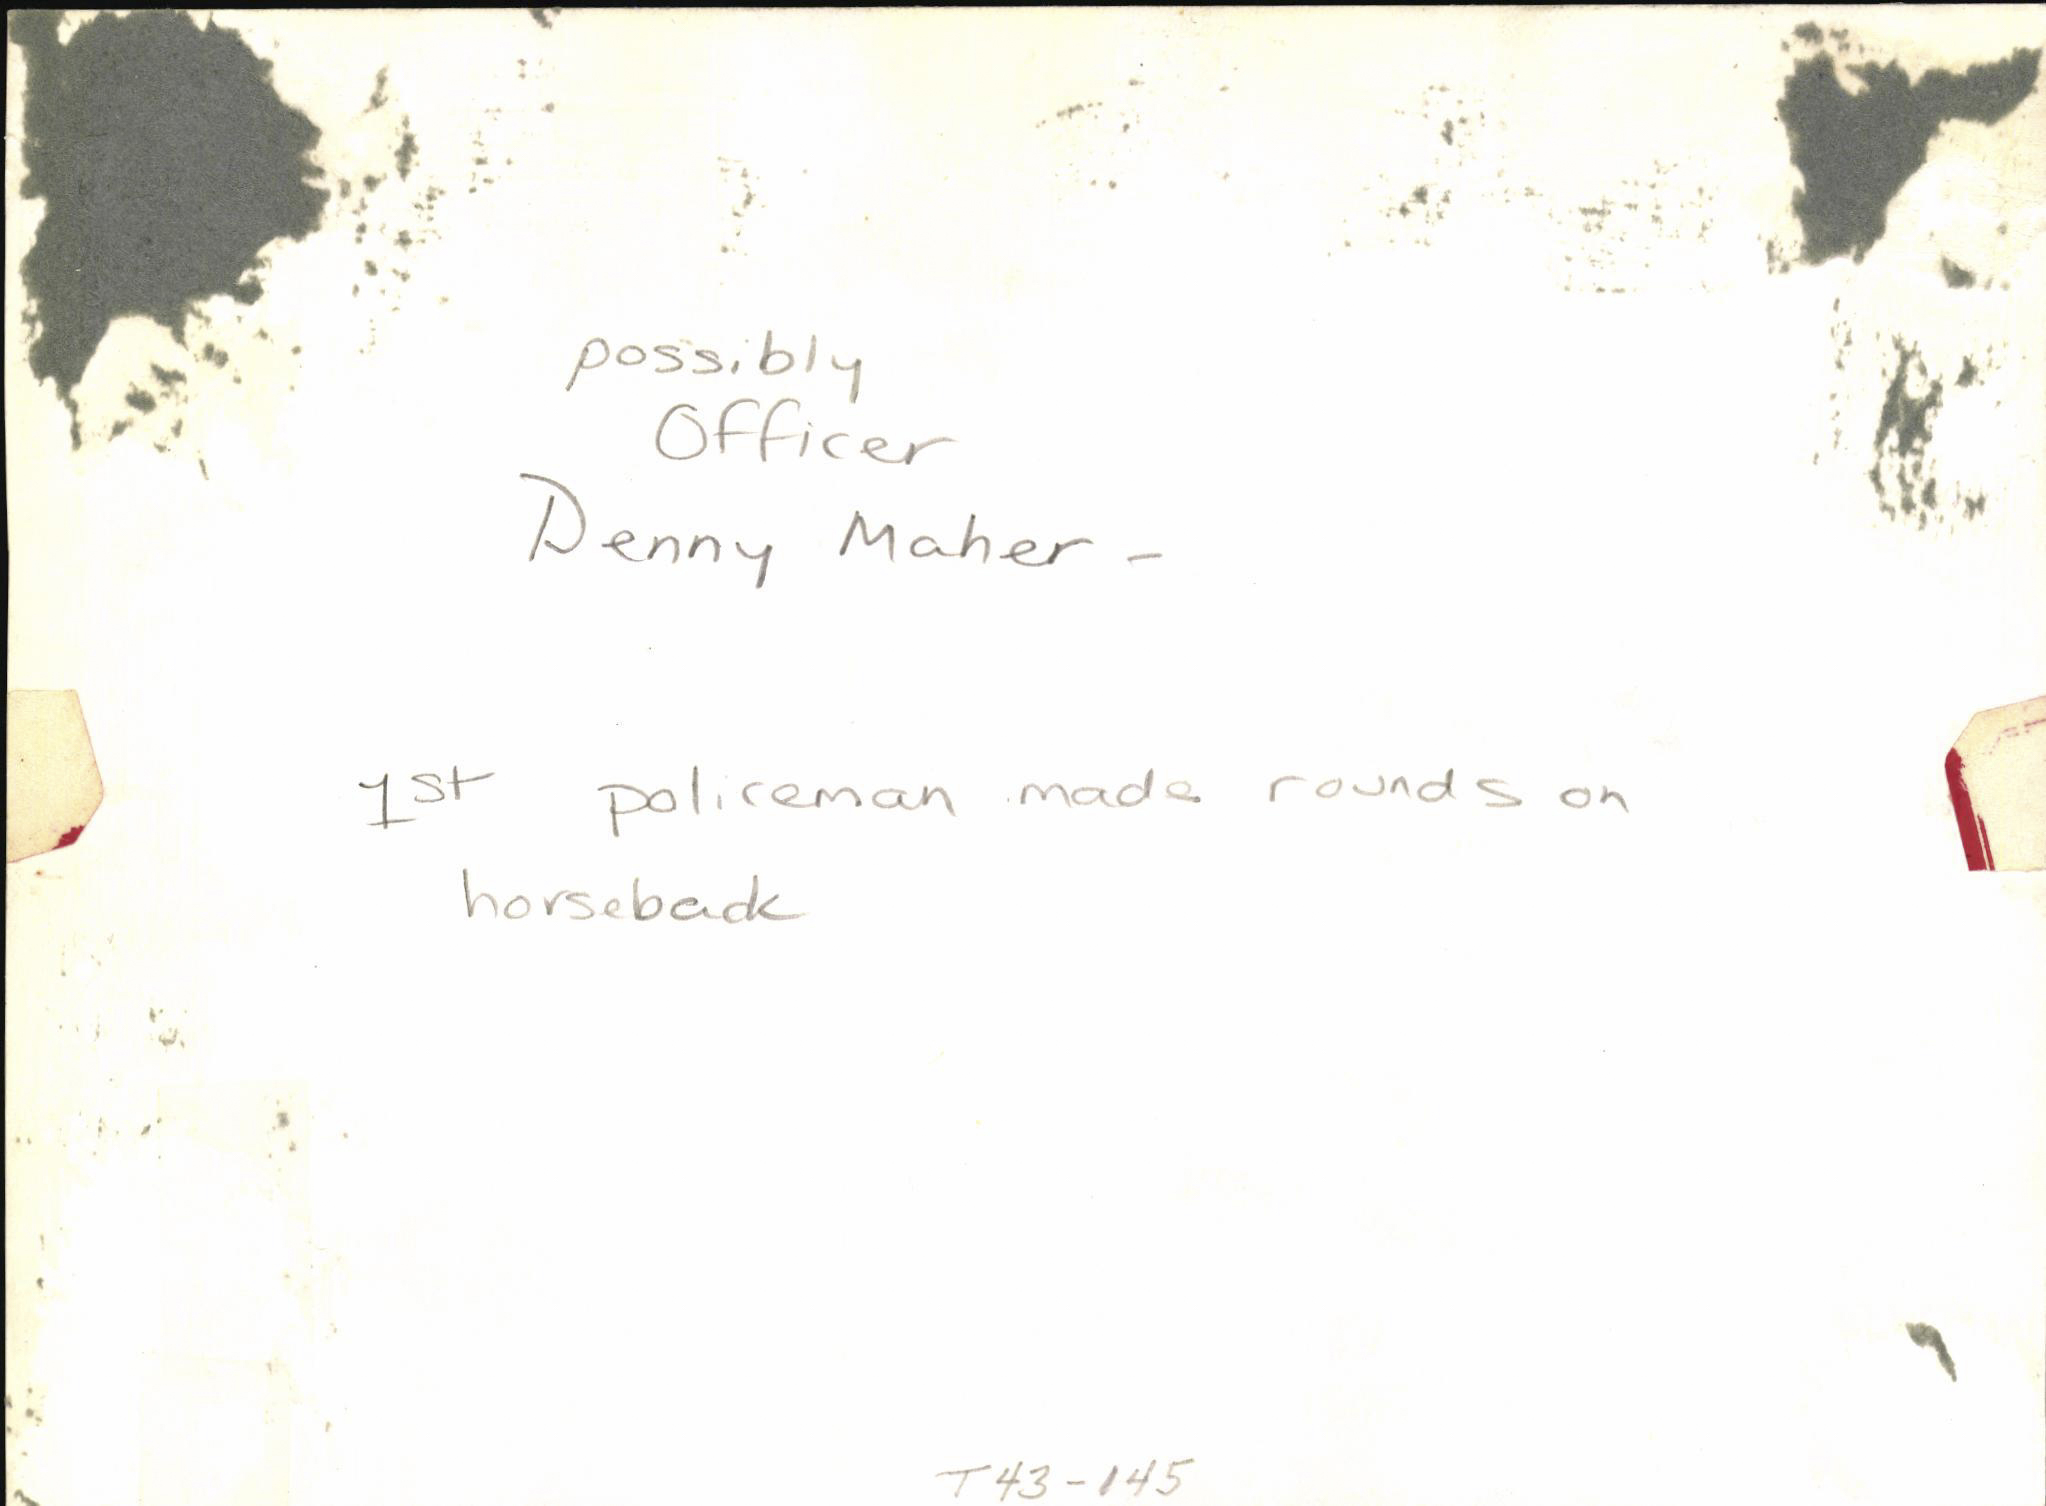 possibly
Officer
Denny Maher -
1st policeman made rounds on
horseback
T43-145